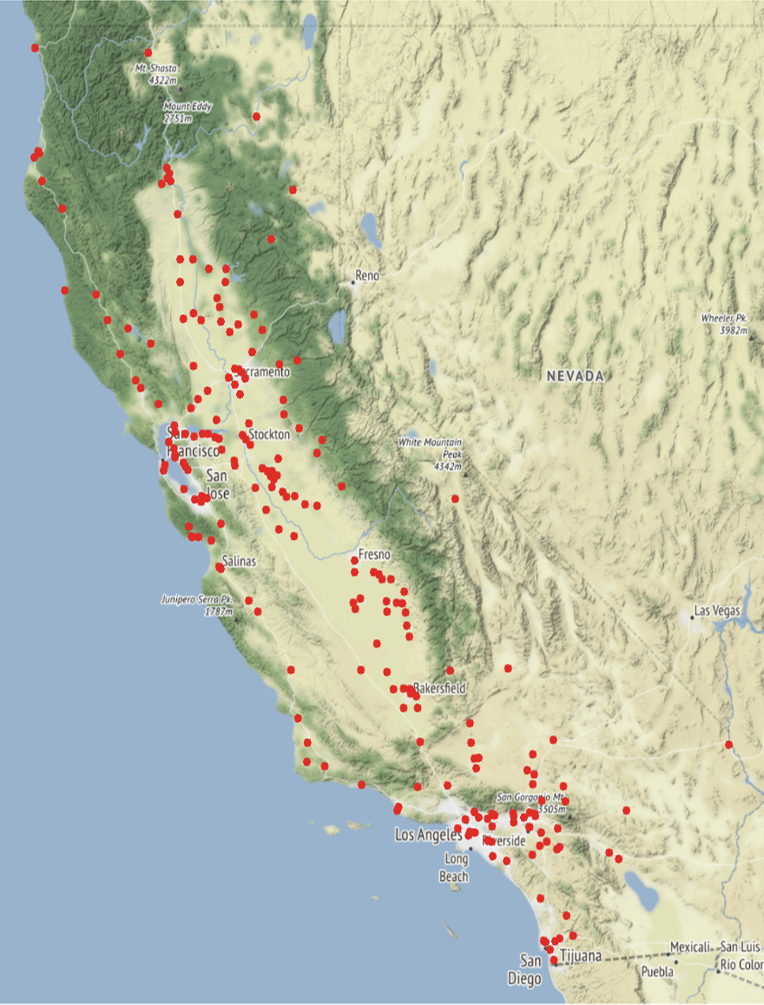 Mt. Shasta
4322m
Mount Eddy
2751m
Reno
Wheeler Pk.
3982m
NEVADA
Sacramento
Stockton
San
Francisco
White Mountain
Peak
4342m
San
Jose
Fresno
Salinas
Junipero Serra Pk.
1787m
Las Vegas
Bakersfield
San Gorgonio Mt.
3505m
Los Angeles
Riverside
Long
Beach
San
Diego
Tijuana
Mexicali
San Luis
Rio Color
Puebla